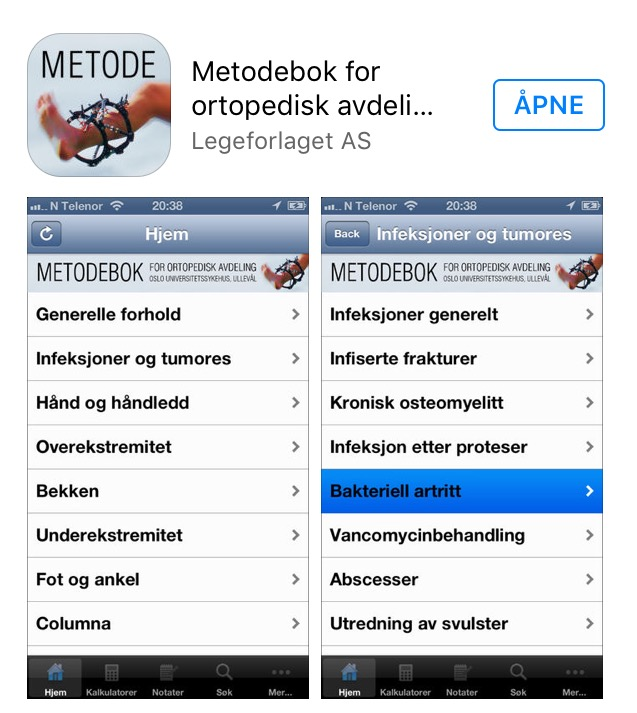 METODE
Metodebok for
ortopedisk avdeli...
Legeforlaget AS
ÅPNE
N Telenor 20:38
Hjem
METODEBOK FOR ORTOPEDISK AVDELING
OSLO UNIVERSITETSSYKEHUS, ULLEVÅL
Generelle forhold
Infeksjoner og tumores
Hånd og håndledd
Overekstremitet
Bekken
Underekstremitet
Fot og ankel
Columna
Hjem Kalkulatorer Notater Søk Mer...
N Telenor 20:38
Back Infeksjoner og tumores
METODEBOK FOR ORTOPEDISK AVDELING
OSLO UNIVERSITETSSYKEHUS, ULLEVÅL
Infeksjoner generelt
Infiserte frakturer
Kronisk osteomyelitt
Infeksjon etter proteser
Bakteriell artritt
Vancomycinbehandling
Abscesser
Utredning av svulster
Hjem Kalkulatorer Notater Søk Mer...